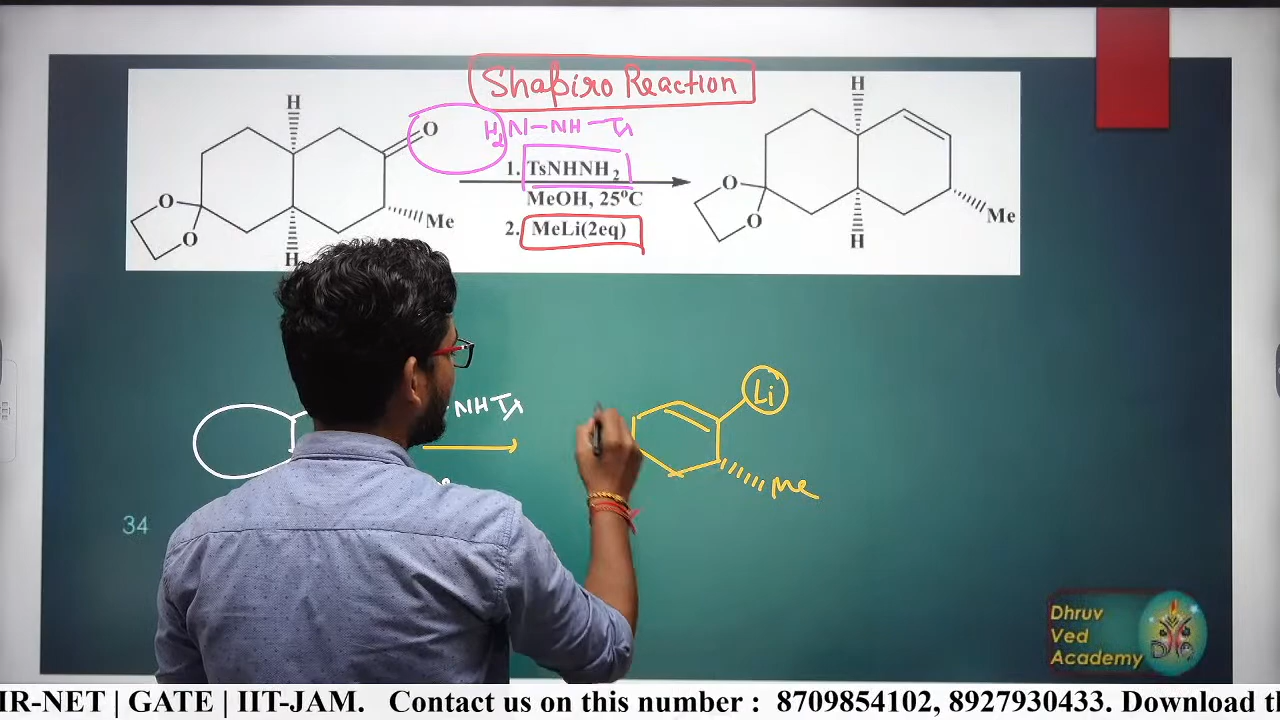 Shapiro Reaction
H
O
H₂N-NH-Ts
H
1. TsNHNH₂
MeOH, 25°C
2. MeLi(2eq)
O
O
Me
H
O
O
Me
H
Li
NHTs
Me
34
Dhruv
Ved
Academy
IR-NET | GATE | IIT-JAM. Contact us on this number : 8709854102, 8927930433. Download th